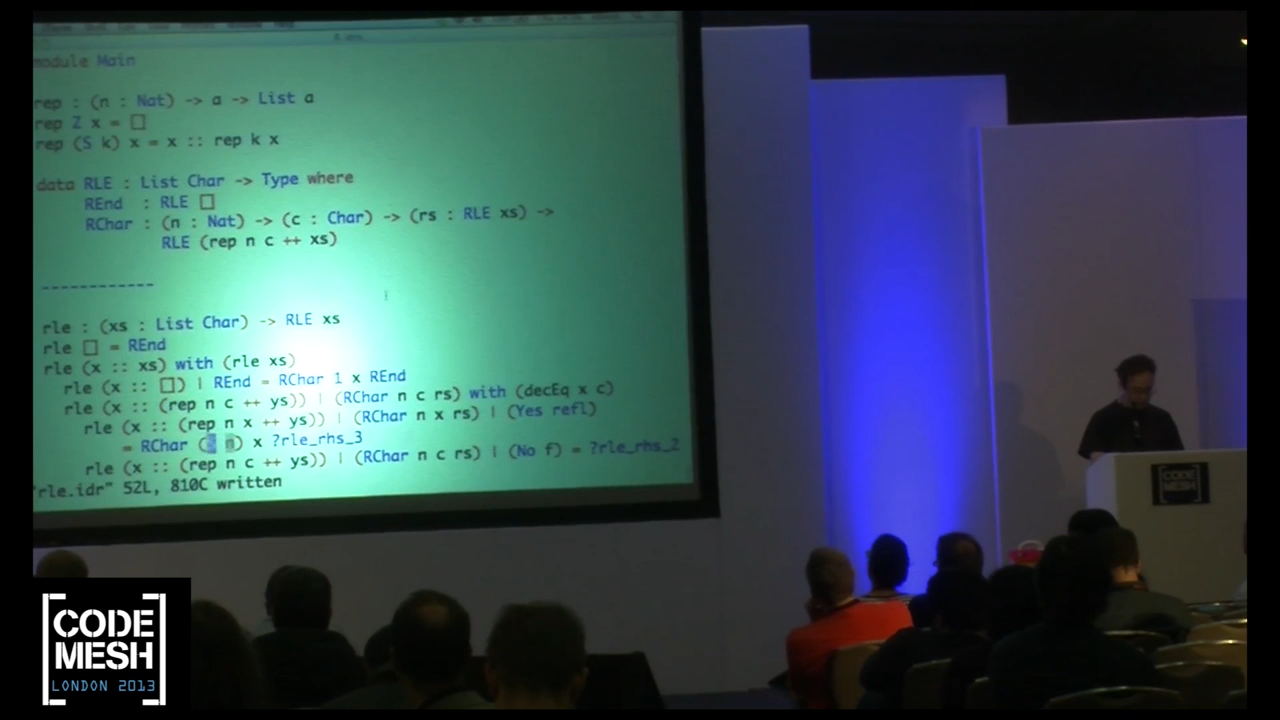 module Main
rep : (n : Nat) -> a -> List a
rep Z x = []
rep (S k) x = x :: rep k x
data RLE : List Char -> Type where
REnd : RLE []
RChar : (n : Nat) -> (c : Char) -> (rs : RLE xs) ->
RLE (rep n c ++ xs)
------------
rle : (xs : List Char) -> RLE xs
rle [] = REnd
rle (x :: xs) with (rle xs)
rle (x :: []) | REnd = RChar 1 x REnd
rle (x :: (rep n c ++ ys)) | (RChar n c rs) with (decEq x c)
rle (x :: (rep n x ++ ys)) | (RChar n x rs) | (Yes refl)
= RChar (S n) x ?rle_rhs_3
rle (x :: (rep n c ++ ys)) | (RChar n c rs) | (No f) = ?rle_rhs_2
"rle.idr" 52L, 810C written
CODE
MESH
CODE
MESH
LONDON 2013